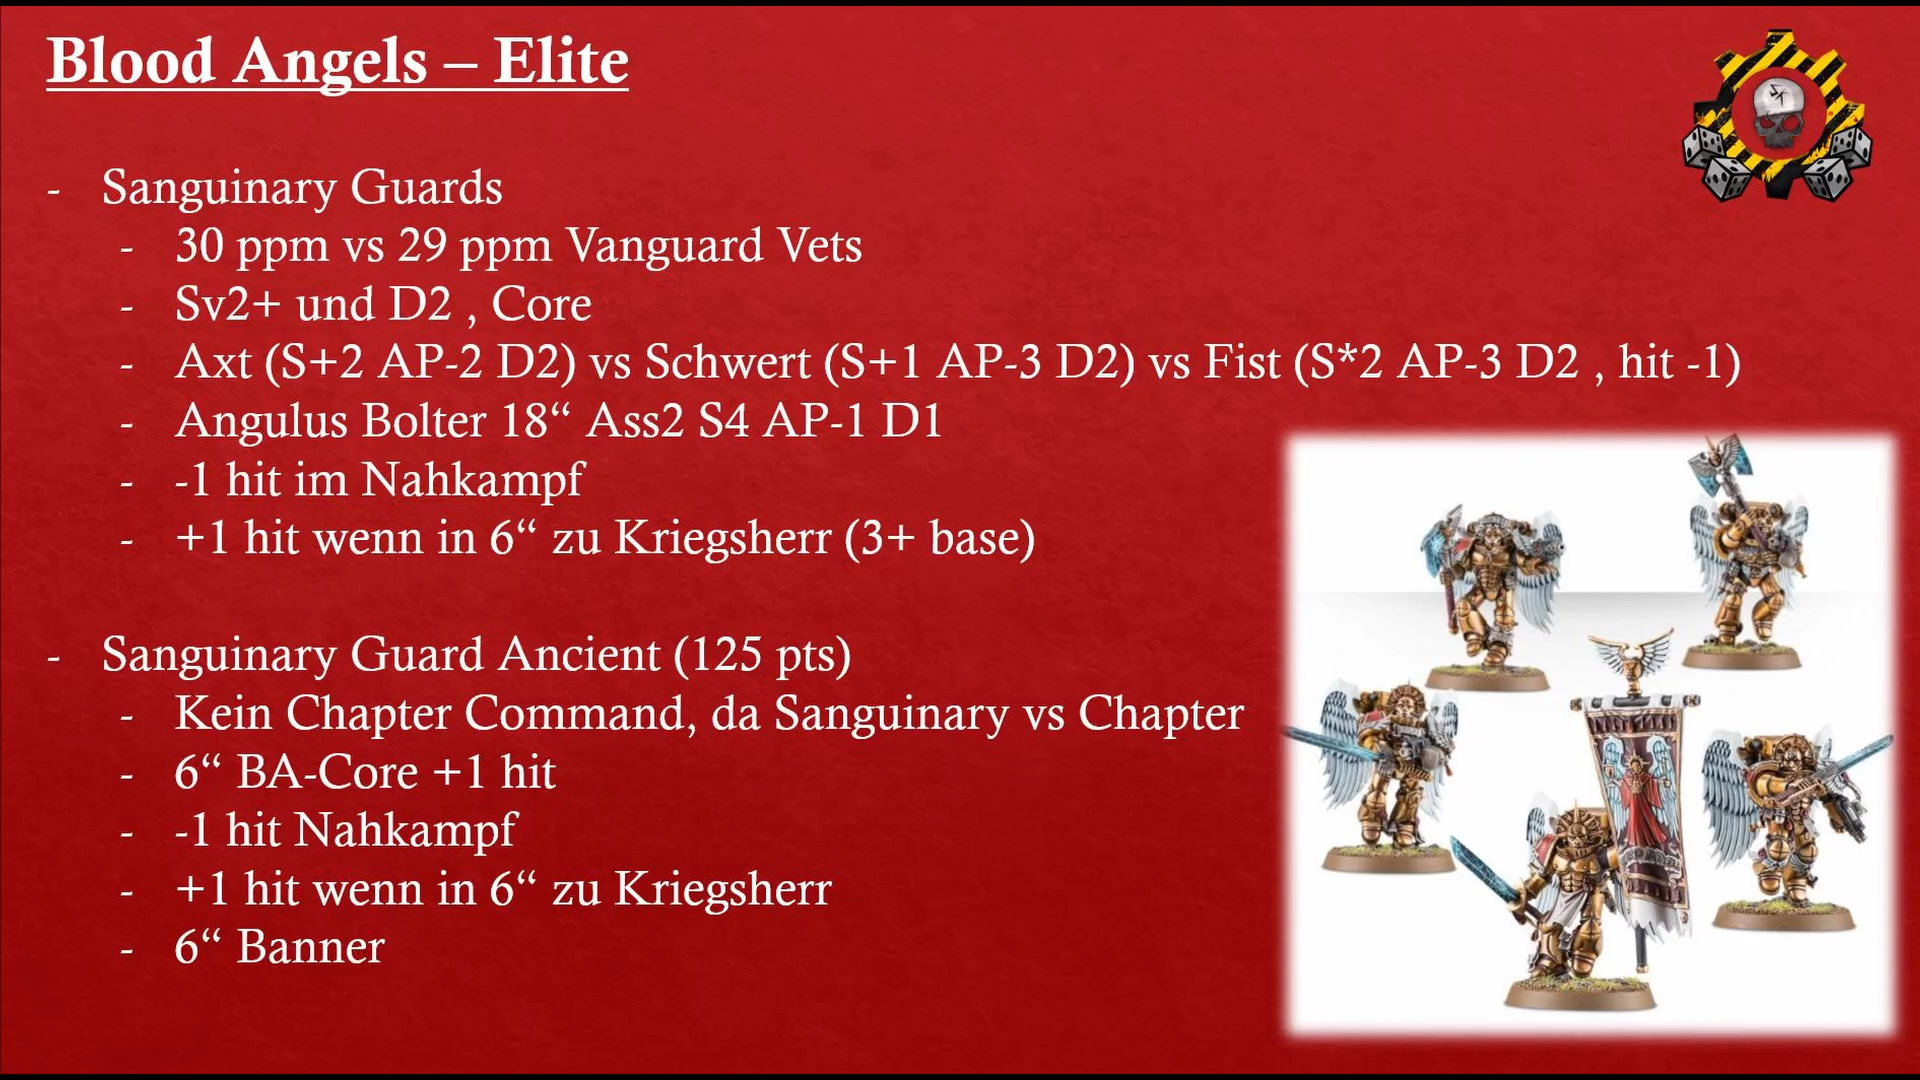 Blood Angels – Elite
- Sanguinary Guards
- 30 ppm vs 29 ppm Vanguard Vets
- Sv2+ und D2 , Core
- Axt (S+2 AP-2 D2) vs Schwert (S+1 AP-3 D2) vs Fist (S*2 AP-3 D2 , hit -1)
- Angulus Bolter 18“ Ass2 S4 AP-1 D1
- -1 hit im Nahkampf
- +1 hit wenn in 6“ zu Kriegsherr (3+ base)
- Sanguinary Guard Ancient (125 pts)
- Kein Chapter Command, da Sanguinary vs Chapter
- 6“ BA-Core +1 hit
- -1 hit Nahkampf
- +1 hit wenn in 6“ zu Kriegsherr
- 6“ Banner